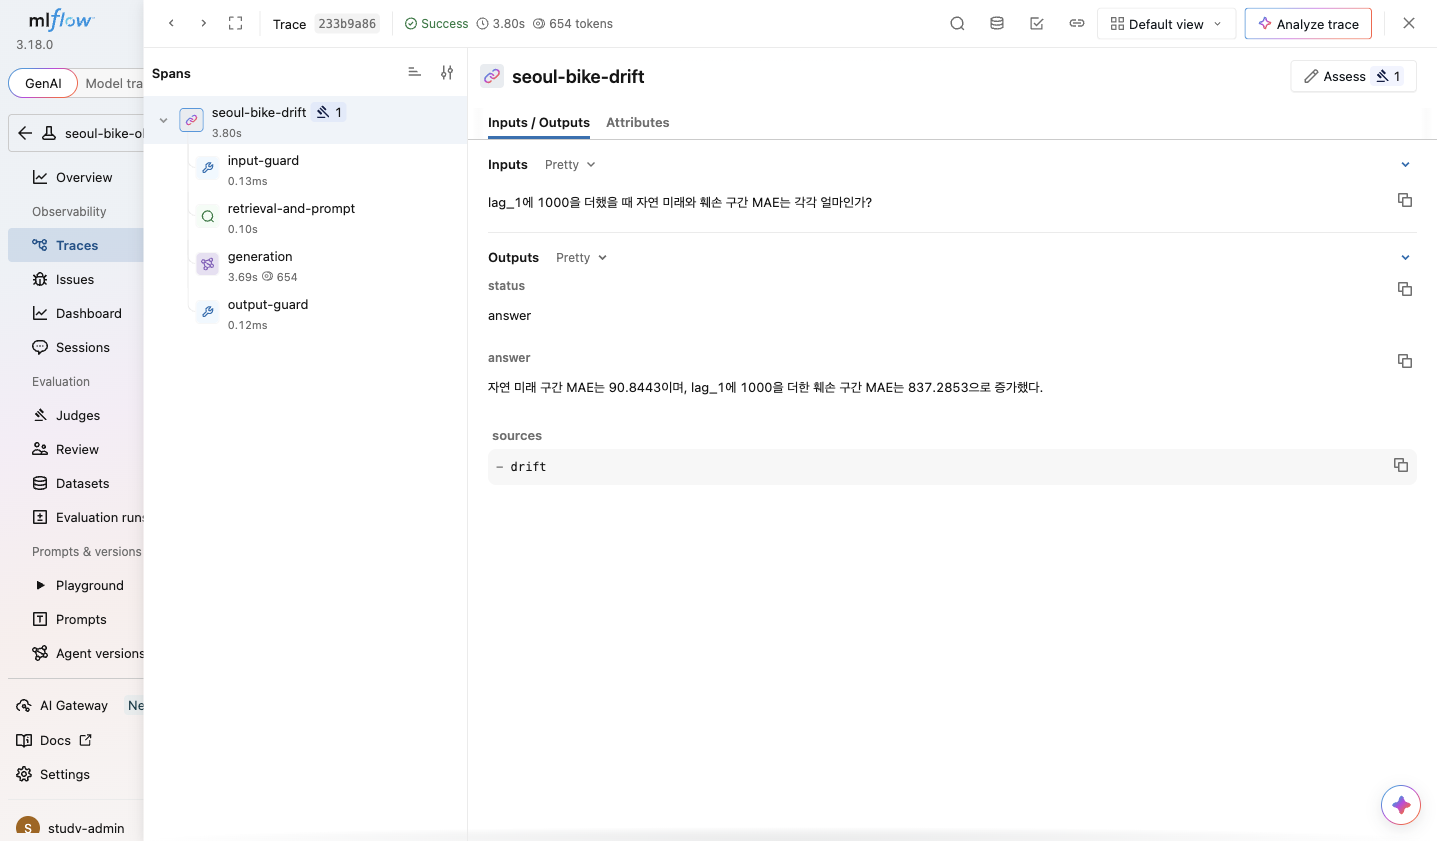 mlflow
3.18.0
GenAI
Model tra
seoul-bike-ol
Overview
Observability
Traces
Issues
Dashboard
Sessions
Evaluation
Judges
Review
Datasets
Evaluation runs
Prompts & versions
Playground
Prompts
Agent versions
AI Gateway Ne
Docs
Settings
S study-admin
Trace 233b9a86 Success 3.80s 654 tokens
Default view
Analyze trace
Spans
seoul-bike-drift 1
3.80s
input-guard
0.13ms
retrieval-and-prompt
0.10s
generation
3.69s 654
output-guard
0.12ms
seoul-bike-drift
Assess 1
Inputs / Outputs Attributes
Inputs Pretty
lag_1에 1000을 더했을 때 자연 미래와 훼손 구간 MAE는 각각 얼마인가?
Outputs Pretty
status
answer
answer
자연 미래 구간 MAE는 90.8443이며, lag_1에 1000을 더한 훼손 구간 MAE는 837.2853으로 증가했다.
sources
– drift